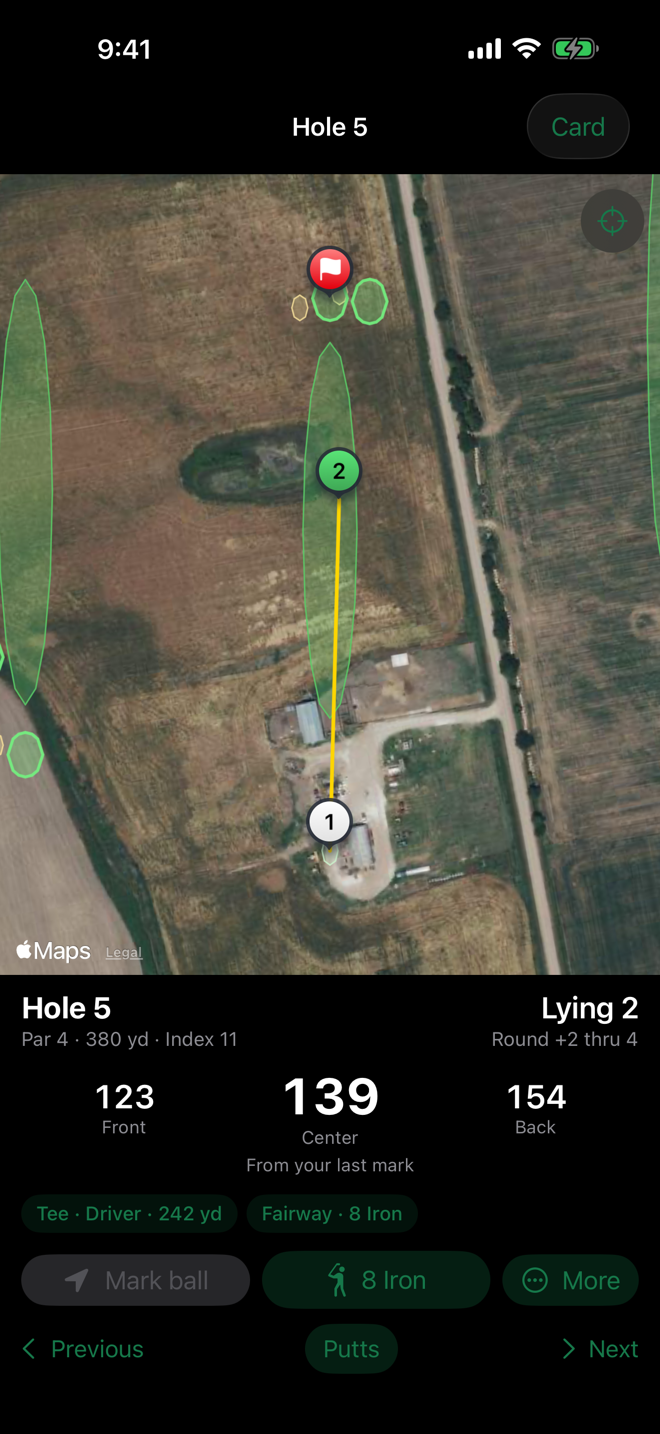 9:41
Hole 5
Card
2
1
Maps Legal
Hole 5
Lying 2
Par 4 · 380 yd · Index 11
Round +2 thru 4
123
139
154
Front
Center
Back
From your last mark
Tee · Driver · 242 yd
Fairway · 8 Iron
Mark ball
8 Iron
More
Previous
Putts
Next